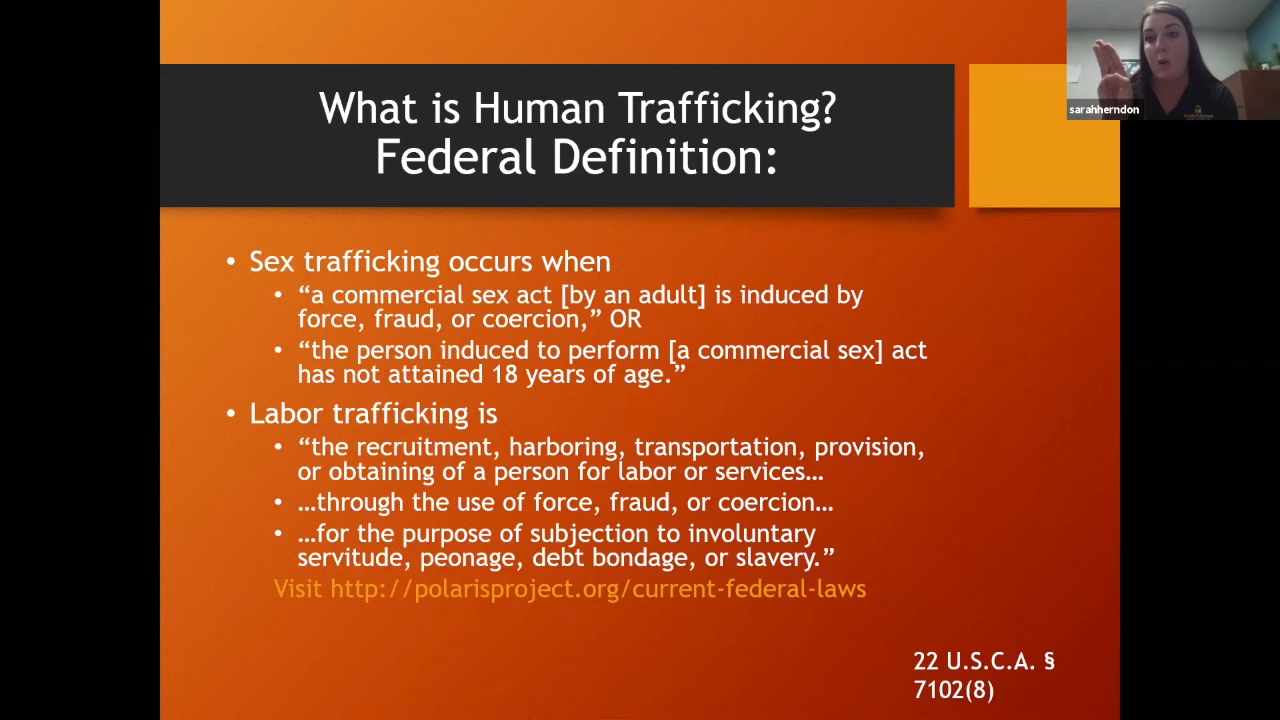 What is Human Trafficking?
Federal Definition:
sarahherndon
• Sex trafficking occurs when
• “a commercial sex act [by an adult] is induced by
force, fraud, or coercion,” OR
• “the person induced to perform [a commercial sex] act
has not attained 18 years of age.”
• Labor trafficking is
• “the recruitment, harboring, transportation, provision,
or obtaining of a person for labor or services…
• …through the use of force, fraud, or coercion…
• …for the purpose of subjection to involuntary
servitude, peonage, debt bondage, or slavery.”
Visit http://polarisproject.org/current-federal-laws
22 U.S.C.A. §
7102(8)